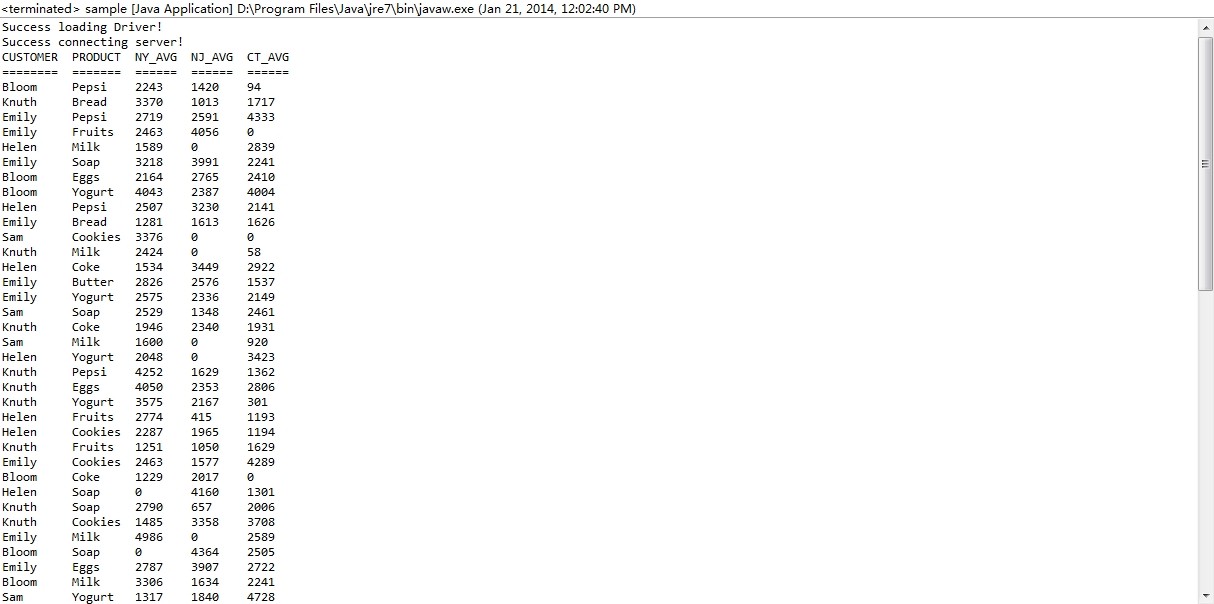 <terminated> sample [Java Application] D:\Program Files\Java\jre7\bin\javaw.exe (Jan 21, 2014, 12:02:40 PM)
Success loading Driver!
Success connecting server!
CUSTOMER  PRODUCT  NY_AVG  NJ_AVG  CT_AVG
========  =======  ======  ======  ======
Bloom     Pepsi    2243    1420    94
Knuth     Bread    3370    1013    1717
Emily     Pepsi    2719    2591    4333
Emily     Fruits   2463    4056    0
Helen     Milk     1589    0       2839
Emily     Soap     3218    3991    2241
Bloom     Eggs     2164    2765    2410
Bloom     Yogurt   4043    2387    4004
Helen     Pepsi    2507    3230    2141
Emily     Bread    1281    1613    1626
Sam       Cookies  3376    0       0
Knuth     Milk     2424    0       58
Helen     Coke     1534    3449    2922
Emily     Butter   2826    2576    1537
Emily     Yogurt   2575    2336    2149
Sam       Soap     2529    1348    2461
Knuth     Coke     1946    2340    1931
Sam       Milk     1600    0       920
Helen     Yogurt   2048    0       3423
Knuth     Pepsi    4252    1629    1362
Knuth     Eggs     4050    2353    2806
Knuth     Yogurt   3575    2167    301
Helen     Fruits   2774    415     1193
Helen     Cookies  2287    1965    1194
Knuth     Fruits   1251    1050    1629
Emily     Cookies  2463    1577    4289
Bloom     Coke     1229    2017    0
Helen     Soap     0       4160    1301
Knuth     Soap     2790    657     2006
Knuth     Cookies  1485    3358    3708
Emily     Milk     4986    0       2589
Bloom     Soap     0       4364    2505
Emily     Eggs     2787    3907    2722
Bloom     Milk     3306    1634    2241
Sam       Yogurt   1317    1840    4728